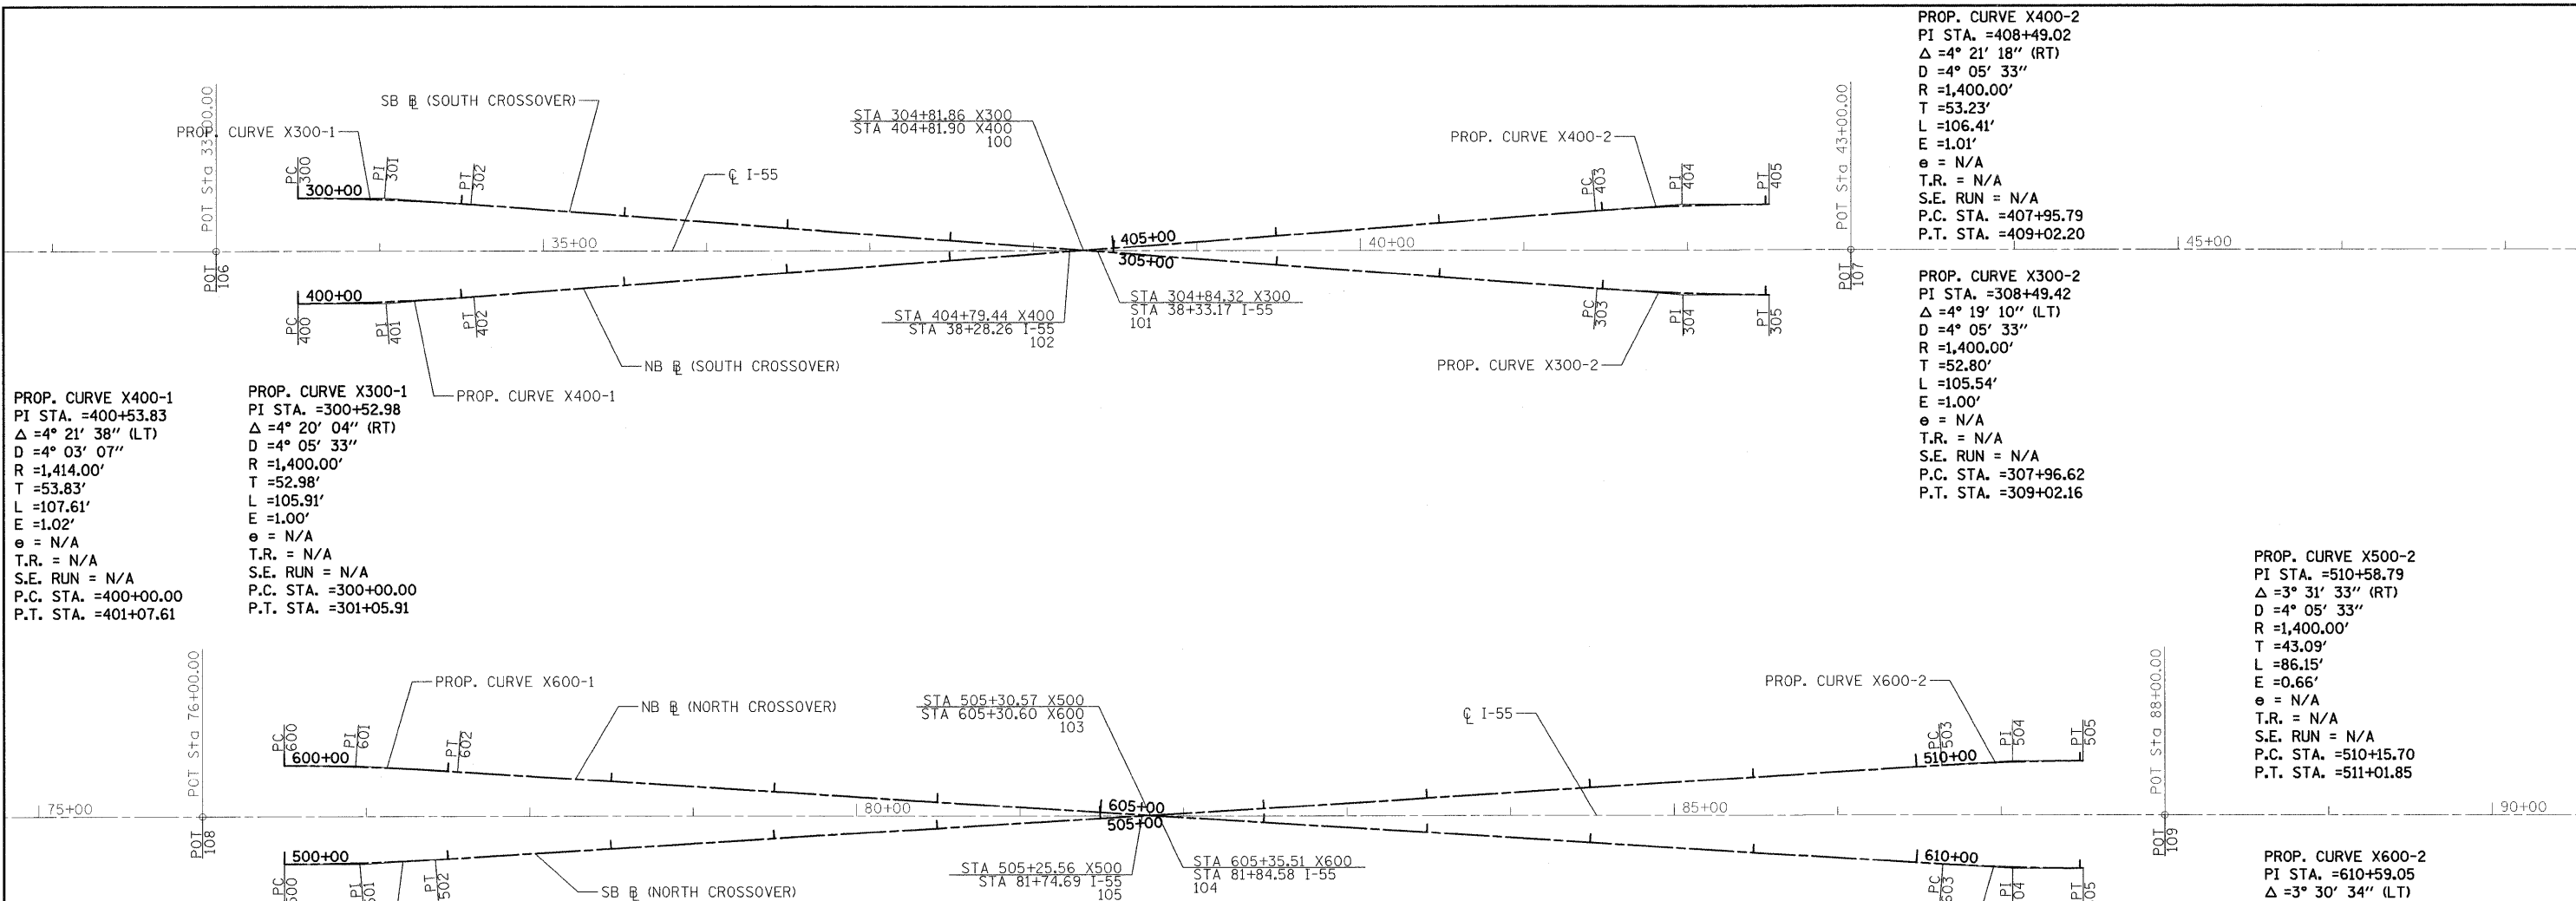 PROP. CURVE X400-2
PI STA. =408+49.02
Δ =4° 21' 18" (RT)
D =4° 05' 33"
R =1,400.00'
T =53.23'
L =106.41'
E =1.01'
e = N/A
T.R. = N/A
S.E. RUN = N/A
P.C. STA. =407+95.79
P.T. STA. =409+02.20
POT Sta 33+00.00
SB ℄ (SOUTH CROSSOVER)
PROP. CURVE X300-1
STA 304+81.86 X300
STA 404+81.90 X400
100
PROP. CURVE X400-2
POT Sta 43+00.00
PC
300
PI
301
PT
302
℄ I-55
PC
403
PI
404
PT
405
300+00
405+00
35+00
305+00
40+00
45+00
POT
106
POT
107
400+00
PC
400
PI
401
PT
402
STA 404+79.44 X400
STA 38+28.26 I-55
102
STA 304+84.32 X300
STA 38+33.17 I-55
101
PC
303
PI
304
PT
305
NB ℄ (SOUTH CROSSOVER)
PROP. CURVE X300-2
PROP. CURVE X400-1
PROP. CURVE X300-2
PI STA. =308+49.42
Δ =4° 19' 10" (LT)
D =4° 05' 33"
R =1,400.00'
T =52.80'
L =105.54'
E =1.00'
e = N/A
T.R. = N/A
S.E. RUN = N/A
P.C. STA. =307+96.62
P.T. STA. =309+02.16
PROP. CURVE X400-1
PI STA. =400+53.83
Δ =4° 21' 38" (LT)
D =4° 03' 07"
R =1,414.00'
T =53.83'
L =107.61'
E =1.02'
e = N/A
T.R. = N/A
S.E. RUN = N/A
P.C. STA. =400+00.00
P.T. STA. =401+07.61
PROP. CURVE X300-1
PI STA. =300+52.98
Δ =4° 20' 04" (RT)
D =4° 05' 33"
R =1,400.00'
T =52.98'
L =105.91'
E =1.00'
e = N/A
T.R. = N/A
S.E. RUN = N/A
P.C. STA. =300+00.00
P.T. STA. =301+05.91
PROP. CURVE X500-2
PI STA. =510+58.79
Δ =3° 31' 33" (RT)
D =4° 05' 33"
R =1,400.00'
T =43.09'
L =86.15'
E =0.66'
e = N/A
T.R. = N/A
S.E. RUN = N/A
P.C. STA. =510+15.70
P.T. STA. =511+01.85
POT Sta 76+00.00
PROP. CURVE X600-1
NB ℄ (NORTH CROSSOVER)
STA 505+30.57 X500
STA 605+30.60 X600
103
℄ I-55
PROP. CURVE X600-2
POT Sta 88+00.00
PC
600
PI
601
PT
602
PC
503
PI
504
PT
505
600+00
510+00
75+00
80+00
605+00
505+00
85+00
90+00
POT
108
POT
109
500+00
610+00
PC
500
PI
501
PT
502
SB ℄ (NORTH CROSSOVER)
STA 505+25.56 X500
STA 81+74.69 I-55
105
STA 605+35.51 X600
STA 81+84.58 I-55
104
PC
603
PI
PT
PROP. CURVE X600-2
PI STA. =610+59.05
Δ =3° 30' 34" (LT)